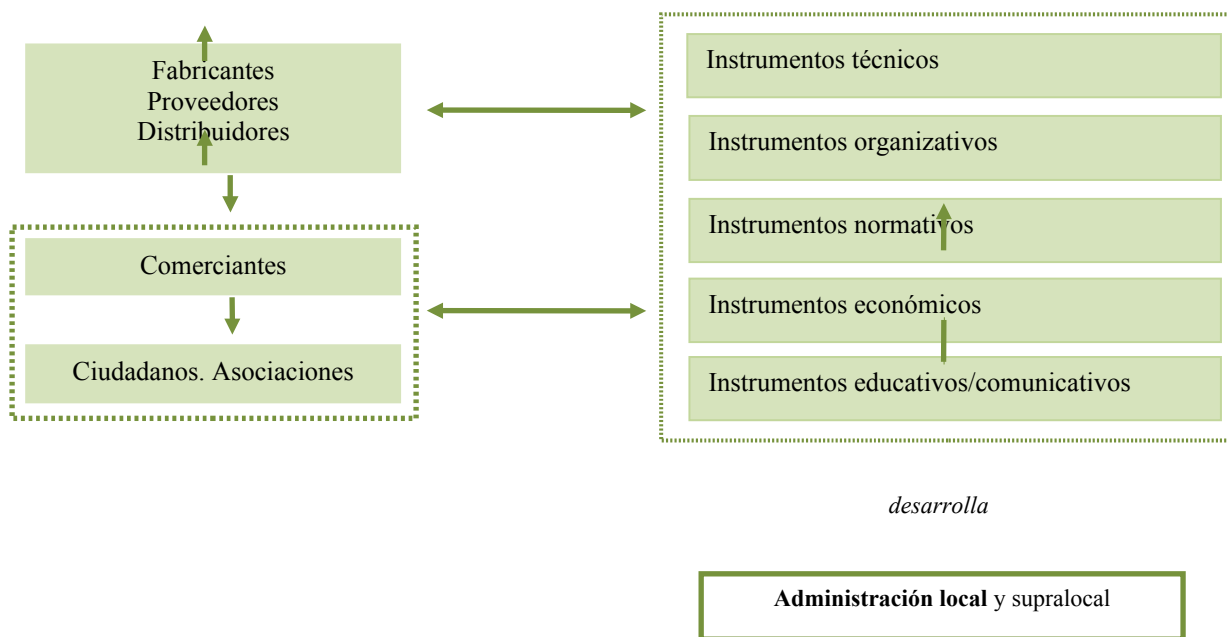 Fabricantes
Proveedores
Distribuidores
Comerciantes
Ciudadanos. Asociaciones
Instrumentos técnicos
Instrumentos organizativos
Instrumentos normativos
Instrumentos económicos
Instrumentos educativos/comunicativos
desarrolla
Administración local y supralocal